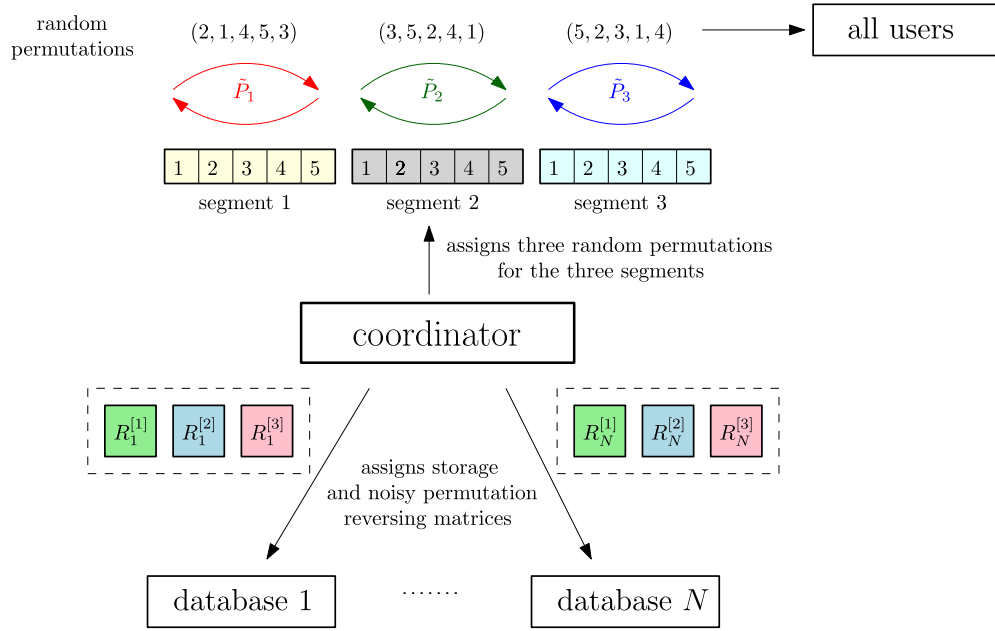 random
permutations
(2, 1, 4, 5, 3)
(3, 5, 2, 4, 1)
(5, 2, 3, 1, 4)
all users
P̃₁
P̃₂
P̃₃
1 2 3 4 5
1 2 3 4 5
1 2 3 4 5
segment 1
segment 2
segment 3
assigns three random permutations
for the three segments
coordinator
R₁^[1] R₁^[2] R₁^[3]
R_N^[1] R_N^[2] R_N^[3]
assigns storage
and noisy permutation
reversing matrices
database 1
.......
database N